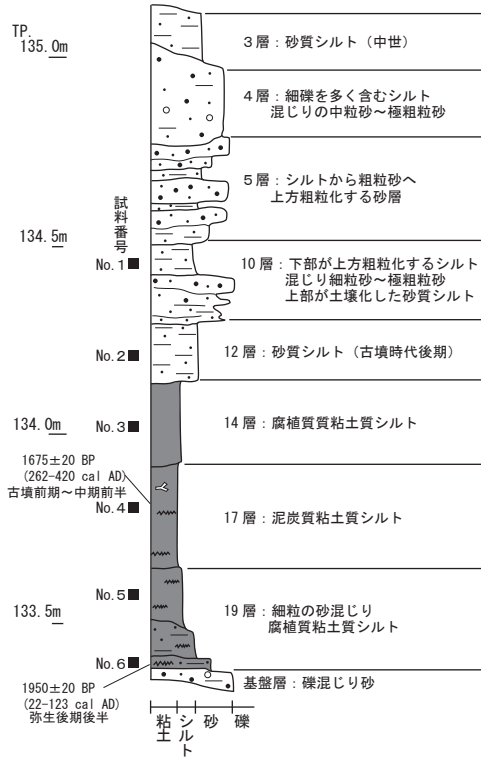 TP.
135.0m
3層：砂質シルト（中世）
4層：細礫を多く含むシルト
混じりの中粒砂～極粗粒砂
5層：シルトから粗粒砂へ
上方粗粒化する砂層
試料番号
134.5m
No.1
10層：下部が上方粗粒化するシルト
混じり細粒砂～極粗粒砂
上部が土壌化した砂質シルト
No.2
12層：砂質シルト（古墳時代後期）
134.0m
No.3
14層：腐植質質粘土質シルト
1675±20 BP
(262-420 cal AD)
古墳前期～中期前半
No.4
17層：泥炭質粘土質シルト
No.5
133.5m
19層：細粒の砂混じり
腐植質粘土質シルト
No.6
基盤層：礫混じり砂
1950±20 BP
(22-123 cal AD)
弥生後期後半
粘土
シルト
砂
礫